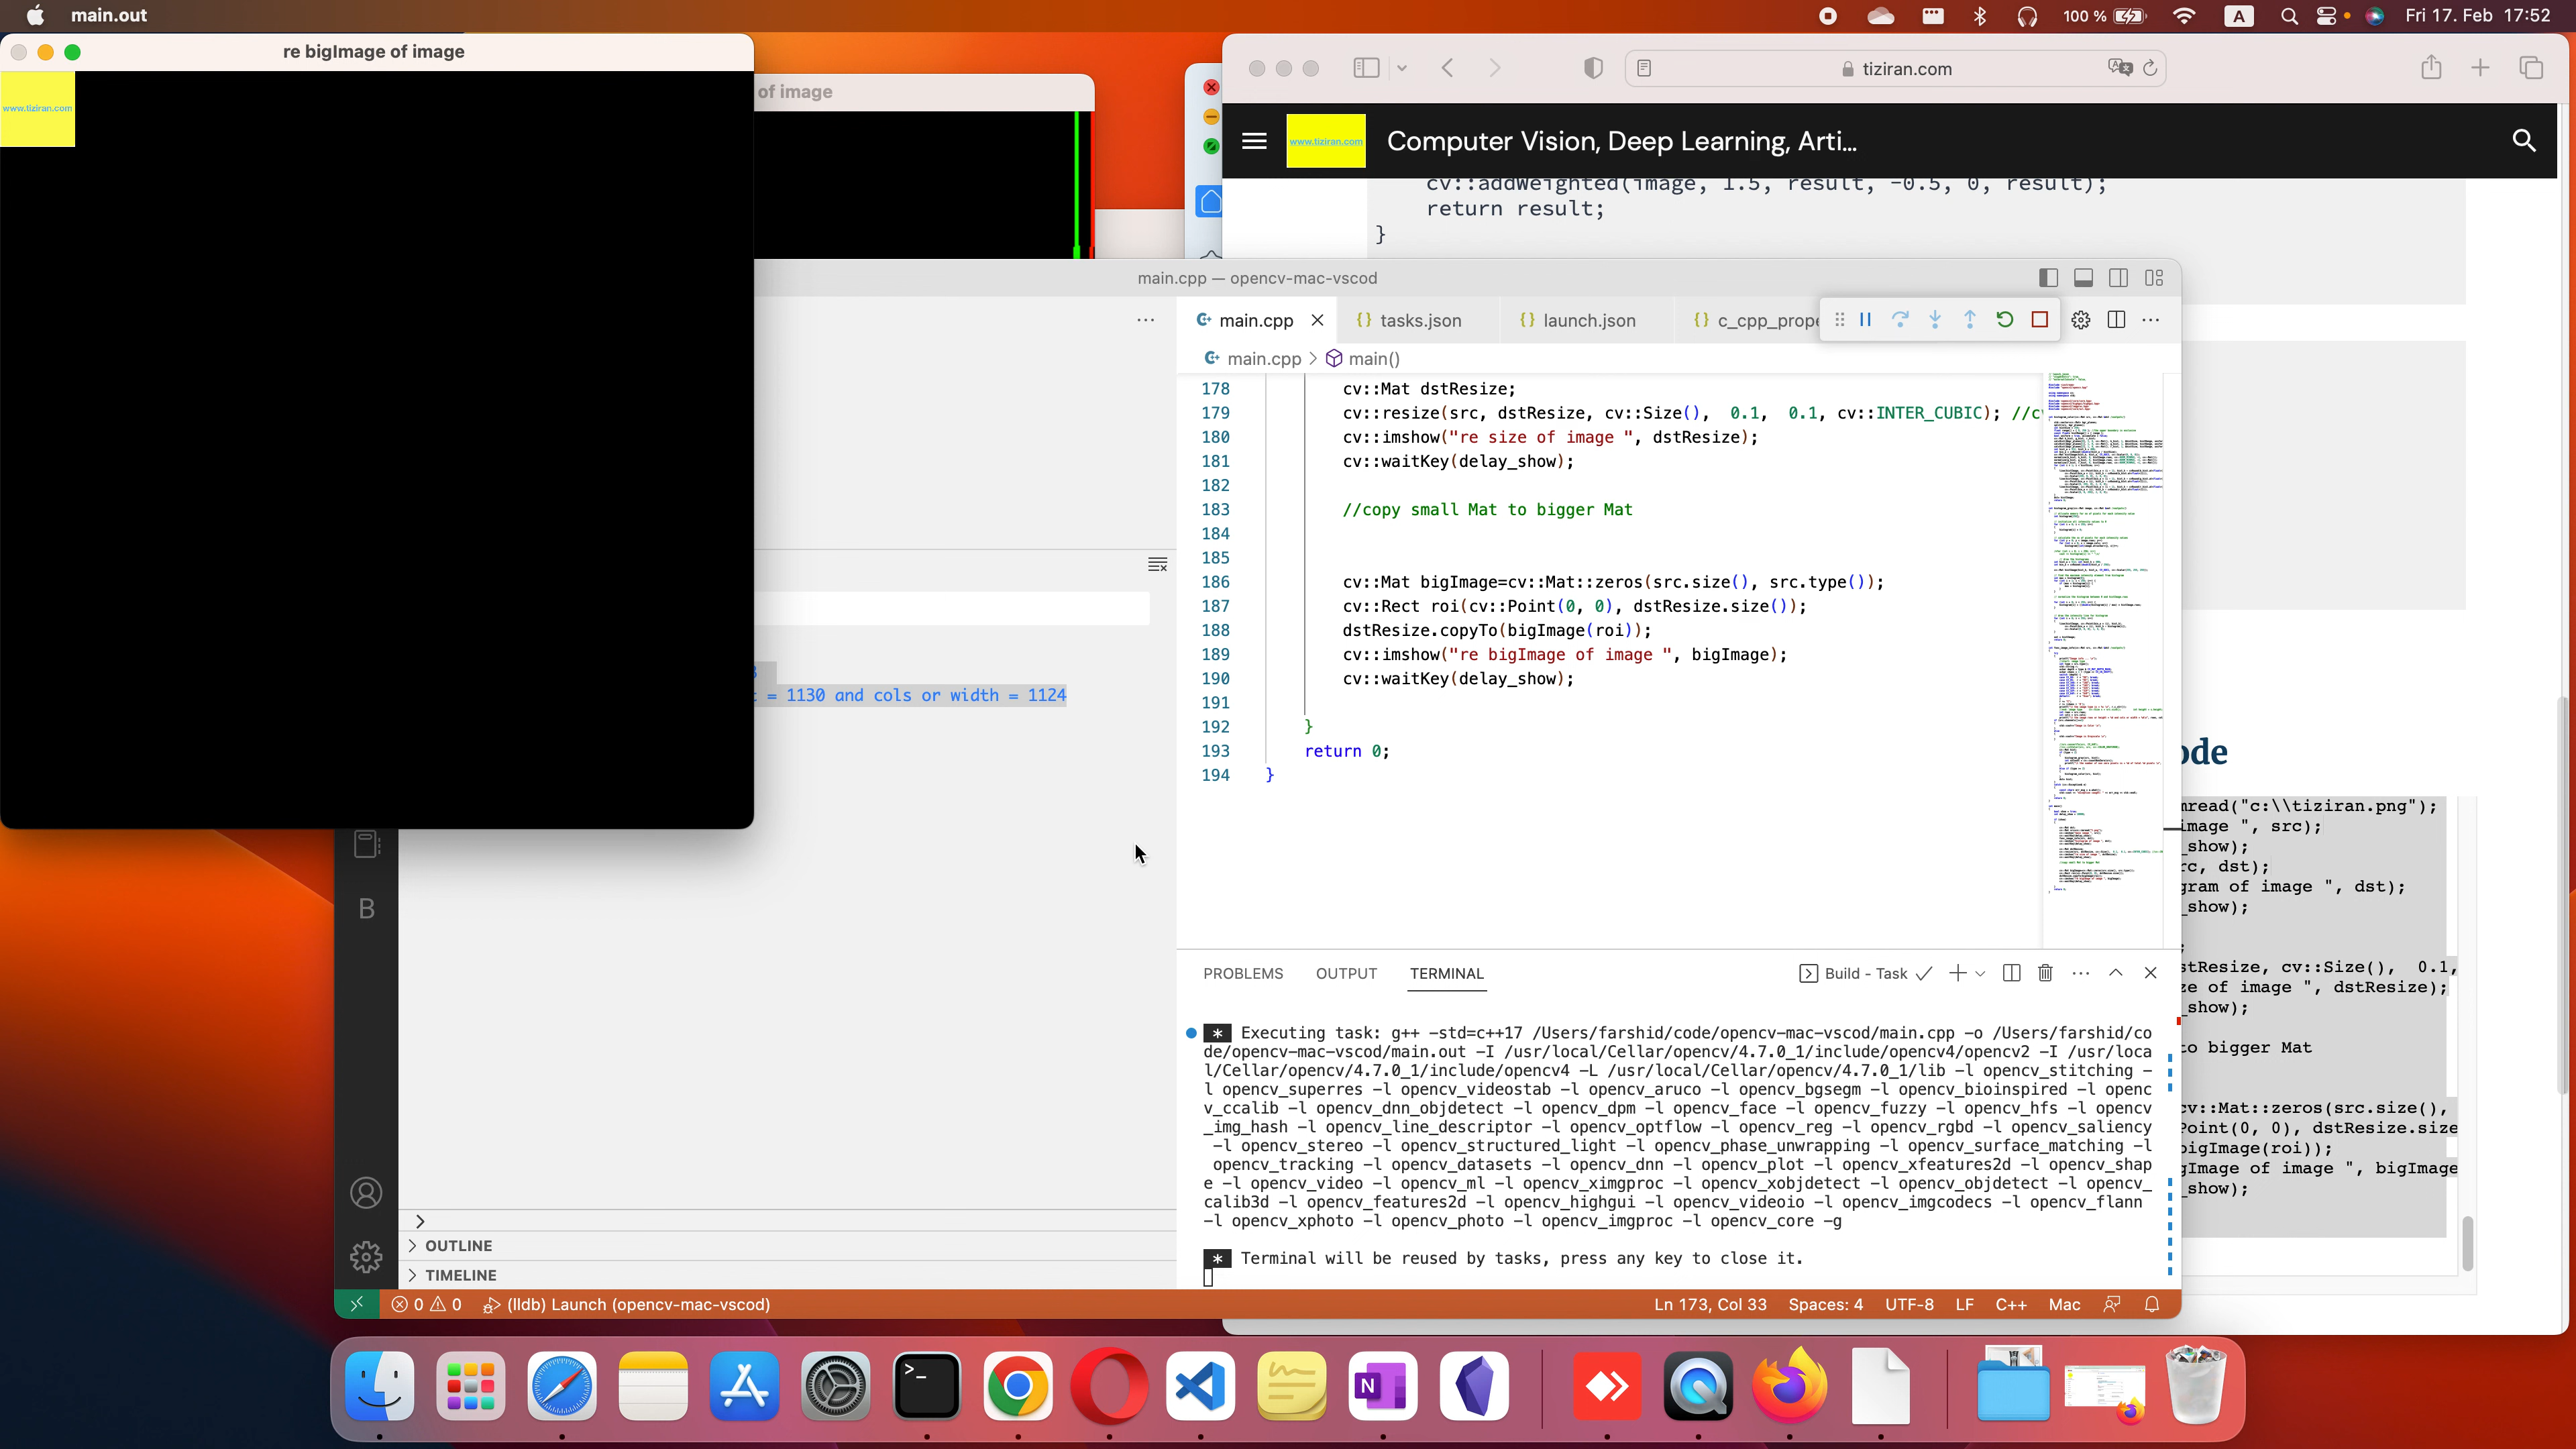 main.out
100 %
A
Fri 17. Feb 17:52
re bigImage of image
www.tiziran.com
of image
tiziran.com
www.tiziran.com
Computer Vision, Deep Learning, Arti...
cv::addWeighted(image, 1.5, result, -0.5, 0, result);
return result;
}
main.cpp — opencv-mac-vscod
main.cpp
tasks.json
launch.json
c_cpp_prope
main.cpp > main()
178 cv::Mat dstResize;
179 cv::resize(src, dstResize, cv::Size(), 0.1, 0.1, cv::INTER_CUBIC); //c
180 cv::imshow("re size of image ", dstResize);
181 cv::waitKey(delay_show);
182
183 //copy small Mat to bigger Mat
184
185
186 cv::Mat bigImage=cv::Mat::zeros(src.size(), src.type());
187 cv::Rect roi(cv::Point(0, 0), dstResize.size());
188 dstResize.copyTo(bigImage(roi));
189 cv::imshow("re bigImage of image ", bigImage);
190 cv::waitKey(delay_show);
191
192 }
193 return 0;
194 }
= 1130 and cols or width = 1124
B
OUTLINE
TIMELINE
PROBLEMS OUTPUT TERMINAL
Build - Task
* Executing task: g++ -std=c++17 /Users/farshid/code/opencv-mac-vscod/main.cpp -o /Users/farshid/co
de/opencv-mac-vscod/main.out -I /usr/local/Cellar/opencv/4.7.0_1/include/opencv4/opencv2 -I /usr/loca
l/Cellar/opencv/4.7.0_1/include/opencv4 -L /usr/local/Cellar/opencv/4.7.0_1/lib -l opencv_stitching -
l opencv_superres -l opencv_videostab -l opencv_aruco -l opencv_bgsegm -l opencv_bioinspired -l openc
v_ccalib -l opencv_dnn_objdetect -l opencv_dpm -l opencv_face -l opencv_fuzzy -l opencv_hfs -l opencv
_img_hash -l opencv_line_descriptor -l opencv_optflow -l opencv_reg -l opencv_rgbd -l opencv_saliency
-l opencv_stereo -l opencv_structured_light -l opencv_phase_unwrapping -l opencv_surface_matching -l
opencv_tracking -l opencv_datasets -l opencv_dnn -l opencv_plot -l opencv_xfeatures2d -l opencv_shap
e -l opencv_video -l opencv_ml -l opencv_ximgproc -l opencv_xobjdetect -l opencv_objdetect -l opencv_
calib3d -l opencv_features2d -l opencv_highgui -l opencv_videoio -l opencv_imgcodecs -l opencv_flann
-l opencv_xphoto -l opencv_photo -l opencv_imgproc -l opencv_core -g
* Terminal will be reused by tasks, press any key to close it.
0 0 (lldb) Launch (opencv-mac-vscod)
Ln 173, Col 33 Spaces: 4 UTF-8 LF C++ Mac
ode
mread("c:\\tiziran.png");
image ", src);
_show);
rc, dst);
gram of image ", dst);
_show);
;
stResize, cv::Size(), 0.1,
ze of image ", dstResize);
_show);
to bigger Mat
cv::Mat::zeros(src.size(),
Point(0, 0), dstResize.size
bigImage(roi));
gImage of image ", bigImage
_show);
N